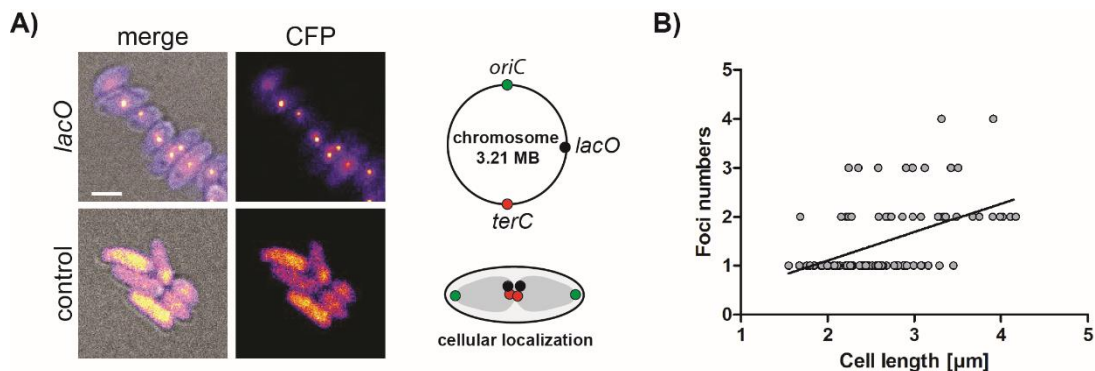 A)
merge
CFP
lacO
control
oriC
chromosome
3.21 MB
lacO
terC
cellular localization
B)
Foci numbers
5
4
3
2
1
0
1
2
3
4
5
Cell length [µm]